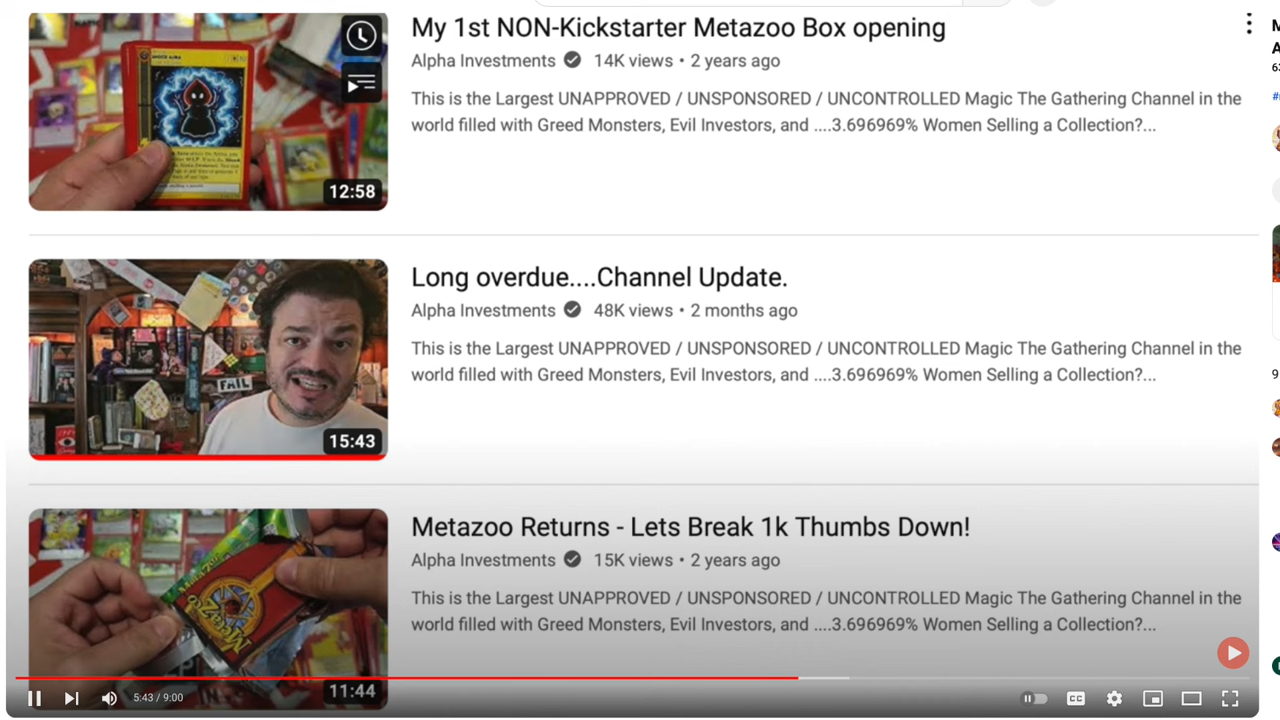 My 1st NON-Kickstarter Metazoo Box opening
Alpha Investments 14K views • 2 years ago
This is the Largest UNAPPROVED / UNSPONSORED / UNCONTROLLED Magic The Gathering Channel in the
world filled with Greed Monsters, Evil Investors, and ....3.696969% Women Selling a Collection?...
12:58
Long overdue....Channel Update.
Alpha Investments 48K views • 2 months ago
This is the Largest UNAPPROVED / UNSPONSORED / UNCONTROLLED Magic The Gathering Channel in the
world filled with Greed Monsters, Evil Investors, and ....3.696969% Women Selling a Collection?...
FAIL
15:43
Metazoo Returns - Lets Break 1k Thumbs Down!
Alpha Investments 15K views • 2 years ago
This is the Largest UNAPPROVED / UNSPONSORED / UNCONTROLLED Magic The Gathering Channel in the
world filled with Greed Monsters, Evil Investors, and ....3.696969% Women Selling a Collection?...
MetaZoo
11:44
5:43 / 9:00
CC